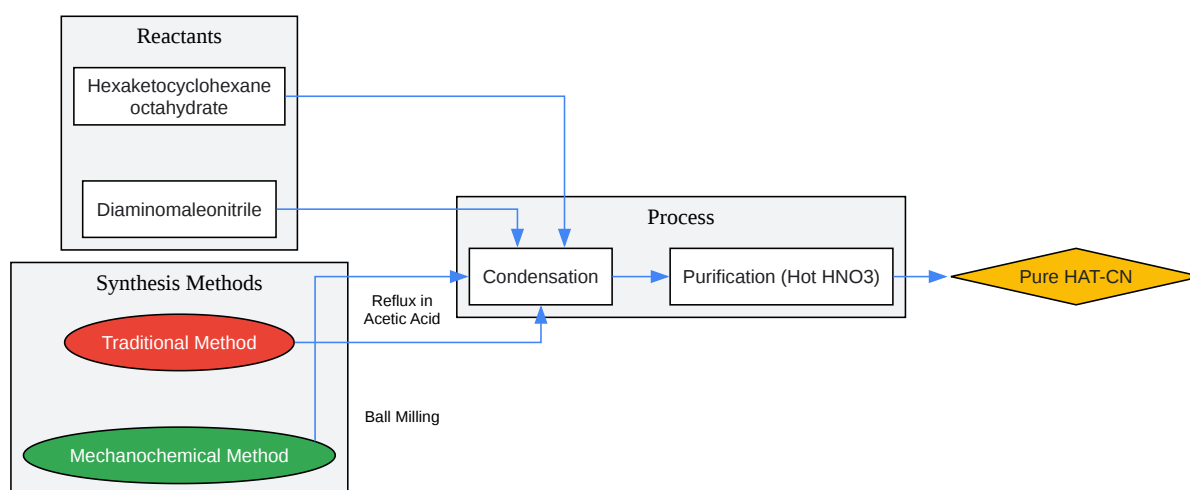 Reactants
Hexaketocyclohexane
octahydrate
Diaminomaleonitrile
Process
Condensation
Purification (Hot HNO3)
Pure HAT-CN
Synthesis Methods
Reflux in
Acetic Acid
Traditional Method
Ball Milling
Mechanochemical Method